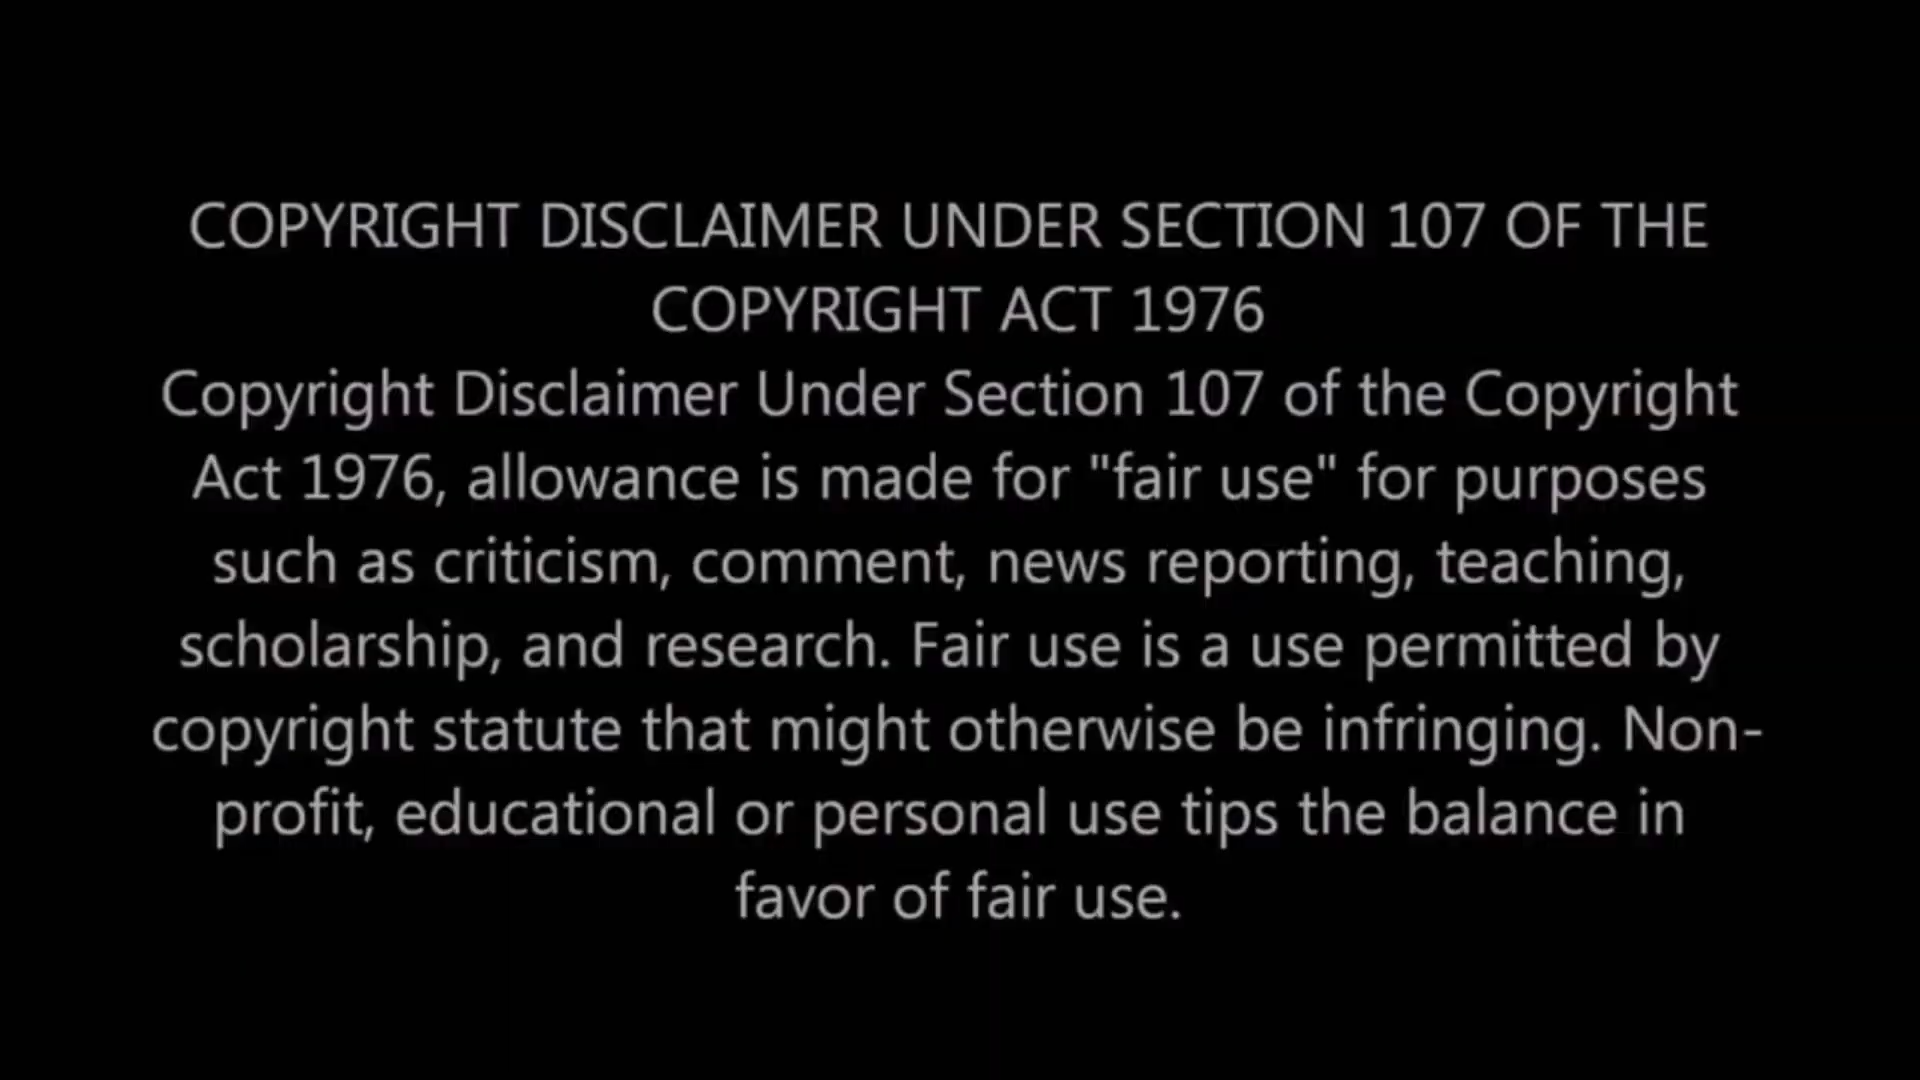 COPYRIGHT DISCLAIMER UNDER SECTION 107 OF THE
COPYRIGHT ACT 1976
Copyright Disclaimer Under Section 107 of the Copyright
Act 1976, allowance is made for "fair use" for purposes
such as criticism, comment, news reporting, teaching,
scholarship, and research. Fair use is a use permitted by
copyright statute that might otherwise be infringing. Non-
profit, educational or personal use tips the balance in
favor of fair use.